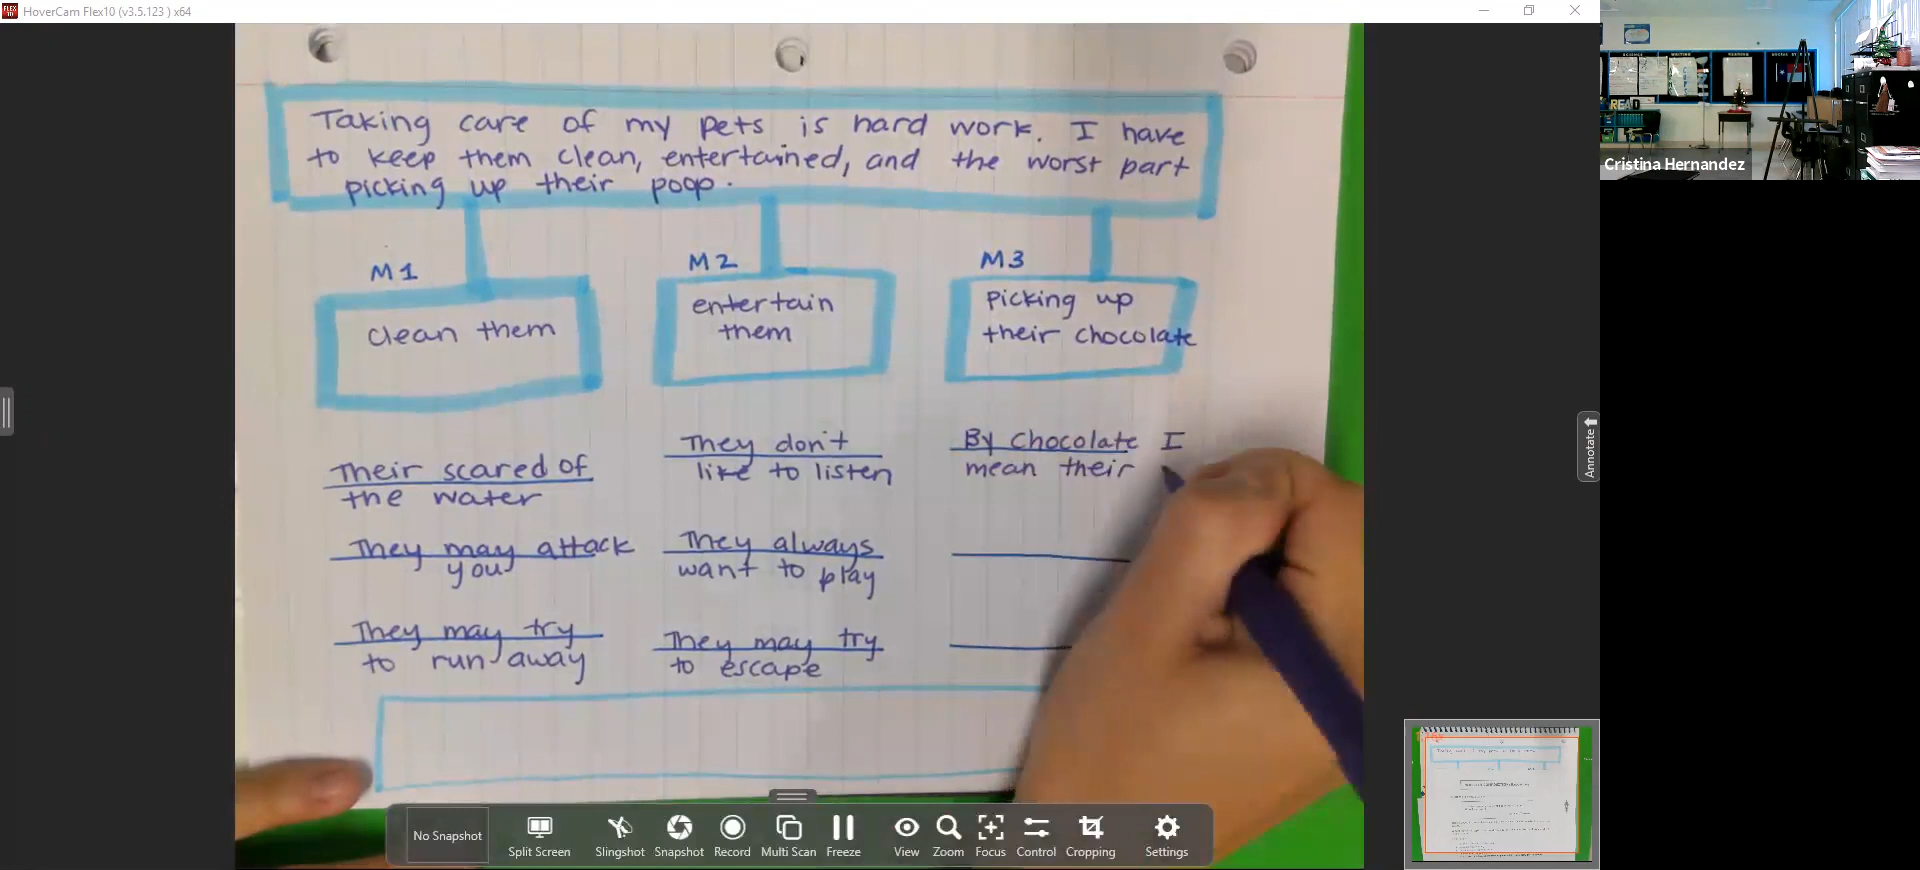 HoverCam Flex10 (v3.5.123 ) x64
Taking care of my pets is hard work. I have
to keep them clean, entertained, and the worst part
picking up their poop.
M1
M2
M3
clean them
entertain
them
picking up
their chocolate
Their scared of
the water
They may attack
you
They may try
to run away
They don't
like to listen
They always
want to play
They may try
to escape
By Chocolate I
mean their
No Snapshot
Split Screen
Slingshot
Snapshot
Record
Multi Scan
Freeze
View
Zoom
Focus
Control
Cropping
Settings
Annotate
Cristina Hernandez
READ